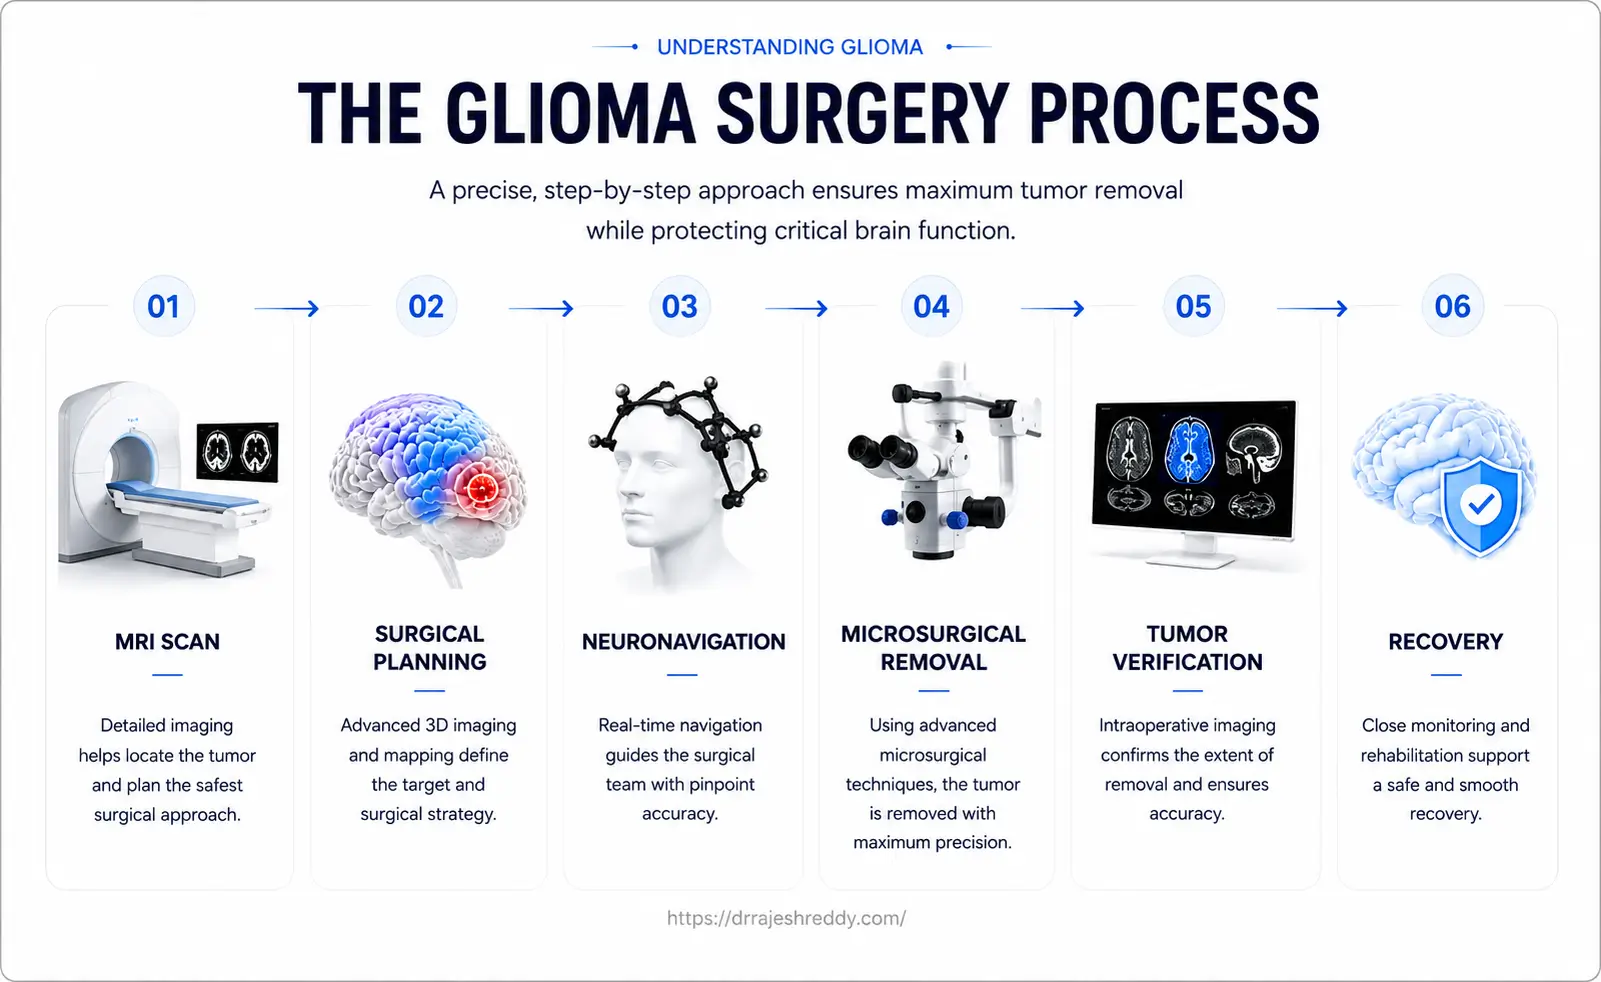 UNDERSTANDING GLIOMA
THE GLIOMA SURGERY PROCESS
A precise, step-by-step approach ensures maximum tumor removal
while protecting critical brain function.
01
MRI SCAN
Detailed imaging
helps locate the tumor
and plan the safest
surgical approach.
02
SURGICAL
PLANNING
Advanced 3D imaging
and mapping define
the target and
surgical strategy.
03
NEURONAVIGATION
Real-time navigation
guides the surgical
team with pinpoint
accuracy.
04
MICROSURGICAL
REMOVAL
Using advanced
microsurgical
techniques, the tumor
is removed with
maximum precision.
05
TUMOR
VERIFICATION
Intraoperative imaging
confirms the extent of
removal and ensures
accuracy.
06
RECOVERY
Close monitoring and
rehabilitation support
a safe and smooth
recovery.
https://drrajeshreddy.com/